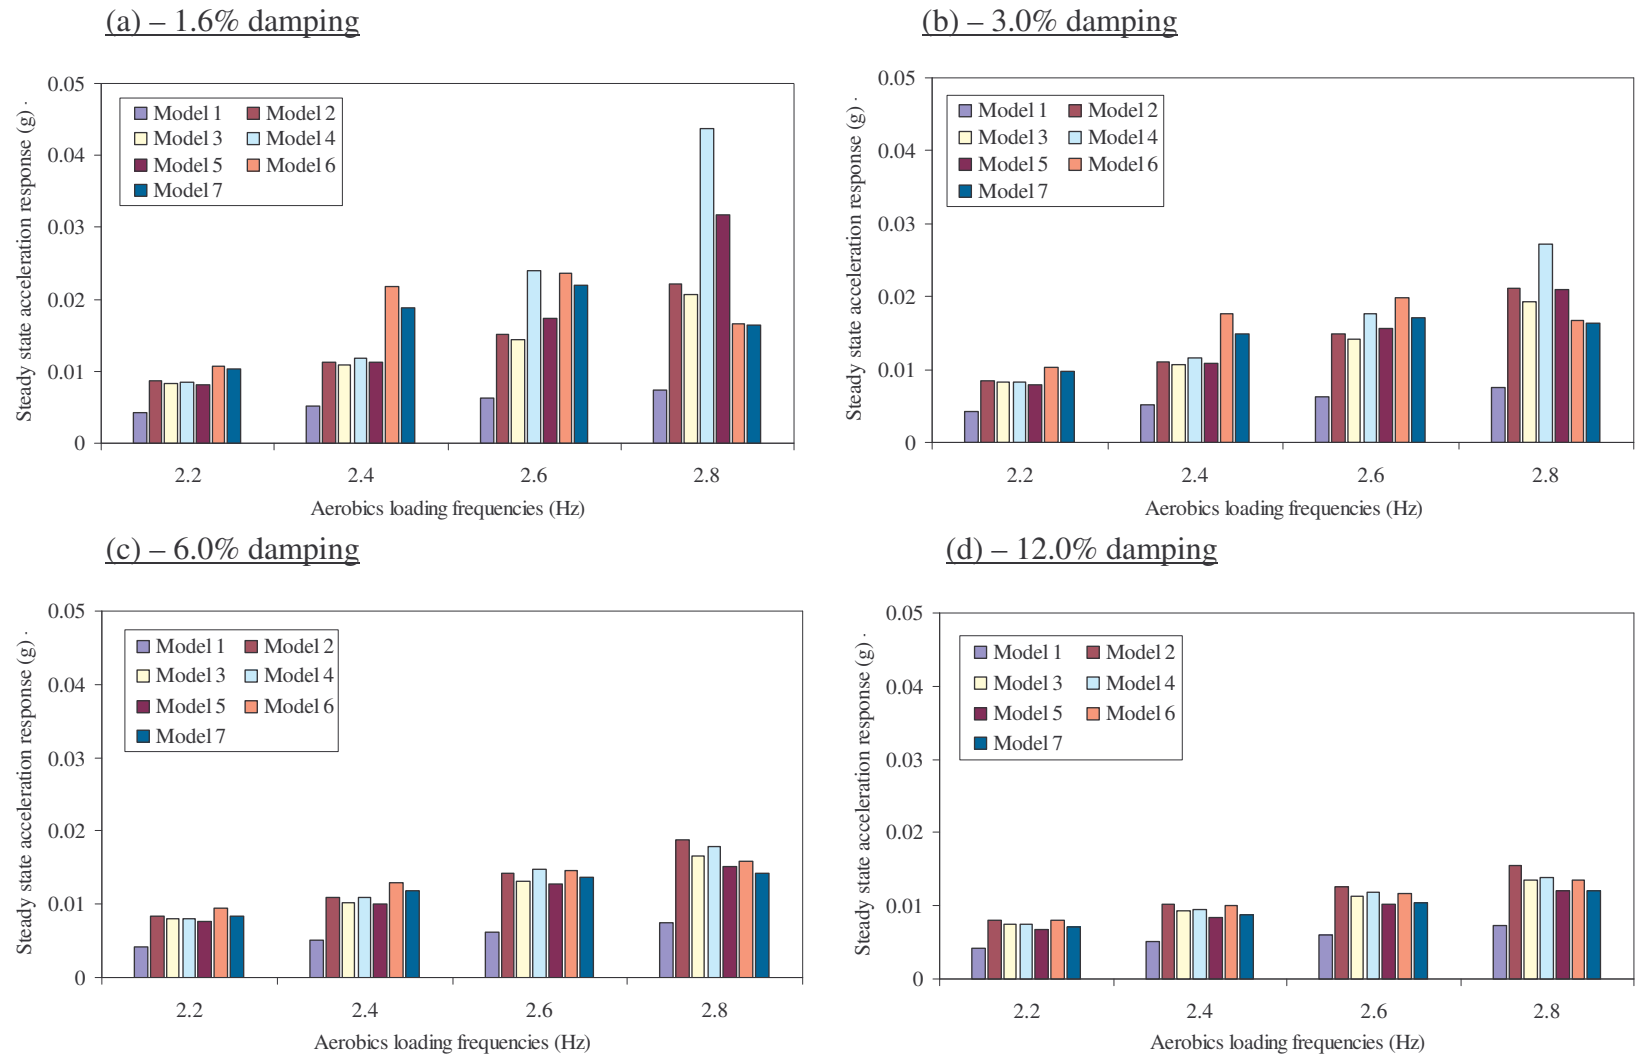 (a) – 1.6% damping
Steady state acceleration response (g) ·
0.05
0.04
0.03
0.02
0.01
0
Model 1 Model 2
Model 3 Model 4
Model 5 Model 6
Model 7
2.2 2.4 2.6 2.8
Aerobics loading frequencies (Hz)
(b) – 3.0% damping
Steady state acceleration response (g) ·
0.05
0.04
0.03
0.02
0.01
0
Model 1 Model 2
Model 3 Model 4
Model 5 Model 6
Model 7
2.2 2.4 2.6 2.8
Aerobics loading frequencies (Hz)
(c) – 6.0% damping
Steady state acceleration response (g) ·
0.05
0.04
0.03
0.02
0.01
0
Model 1 Model 2
Model 3 Model 4
Model 5 Model 6
Model 7
2.2 2.4 2.6 2.8
Aerobics loading frequencies (Hz)
(d) – 12.0% damping
Steady state acceleration response (g) ·
0.05
0.04
0.03
0.02
0.01
0
Model 1 Model 2
Model 3 Model 4
Model 5 Model 6
Model 7
2.2 2.4 2.6 2.8
Aerobics loading frequencies (Hz)